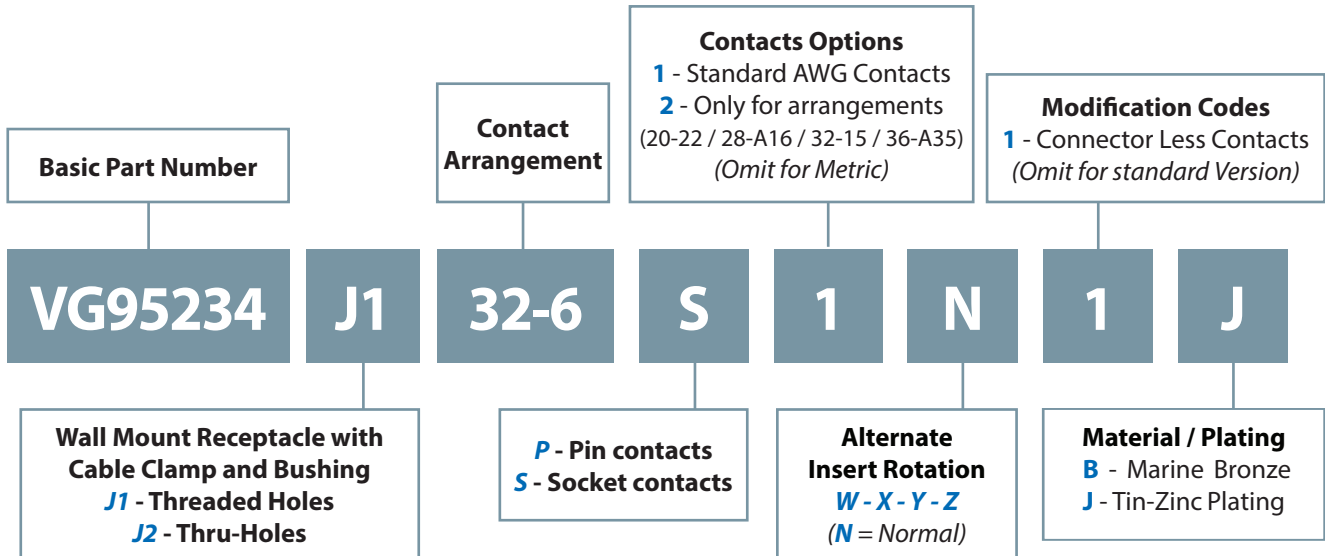 Basic Part Number
Contact
Arrangement
Contacts Options
1 - Standard AWG Contacts
2 - Only for arrangements
(20-22 / 28-A16 / 32-15 / 36-A35)
(Omit for Metric)
Modification Codes
1 - Connector Less Contacts
(Omit for standard Version)
VG95234 J1 32-6 S 1 N 1 J
Wall Mount Receptacle with
Cable Clamp and Bushing
J1 - Threaded Holes
J2 - Thru-Holes
P - Pin contacts
S - Socket contacts
Alternate
Insert Rotation
W - X - Y - Z
(N = Normal)
Material / Plating
B - Marine Bronze
J - Tin-Zinc Plating